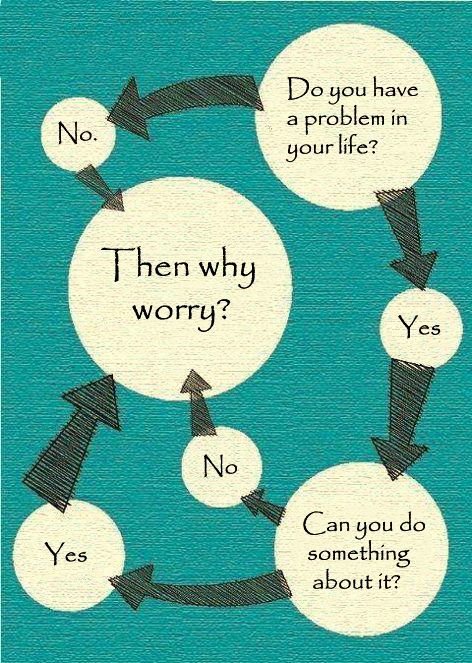 Do you have
a problem in
your life?
No.
Then why
worry?
Yes
No
Can you do
something
about it?
Yes